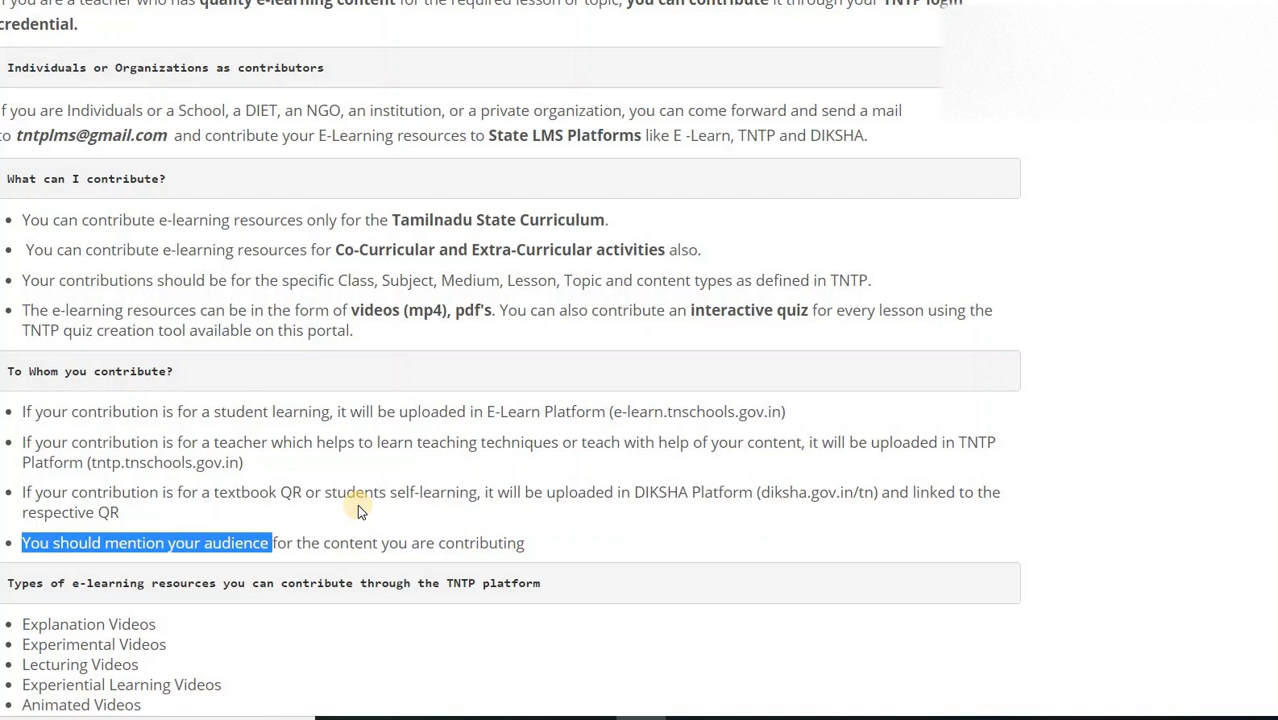 you are a teacher who has quality e-learning content for the required lesson or topic, you can contribute it through your TNTP login
credential.
Individuals or Organizations as contributors
f you are Individuals or a School, a DIET, an NGO, an institution, or a private organization, you can come forward and send a mail
to tntplms@gmail.com and contribute your E-Learning resources to State LMS Platforms like E -Learn, TNTP and DIKSHA.
What can I contribute?
• You can contribute e-learning resources only for the Tamilnadu State Curriculum.
• You can contribute e-learning resources for Co-Curricular and Extra-Curricular activities also.
• Your contributions should be for the specific Class, Subject, Medium, Lesson, Topic and content types as defined in TNTP.
• The e-learning resources can be in the form of videos (mp4), pdf's. You can also contribute an interactive quiz for every lesson using the
TNTP quiz creation tool available on this portal.
To Whom you contribute?
• If your contribution is for a student learning, it will be uploaded in E-Learn Platform (e-learn.tnschools.gov.in)
• If your contribution is for a teacher which helps to learn teaching techniques or teach with help of your content, it will be uploaded in TNTP
Platform (tntp.tnschools.gov.in)
• If your contribution is for a textbook QR or students self-learning, it will be uploaded in DIKSHA Platform (diksha.gov.in/tn) and linked to the
respective QR
• You should mention your audience for the content you are contributing
Types of e-learning resources you can contribute through the TNTP platform
• Explanation Videos
• Experimental Videos
• Lecturing Videos
• Experiential Learning Videos
• Animated Videos